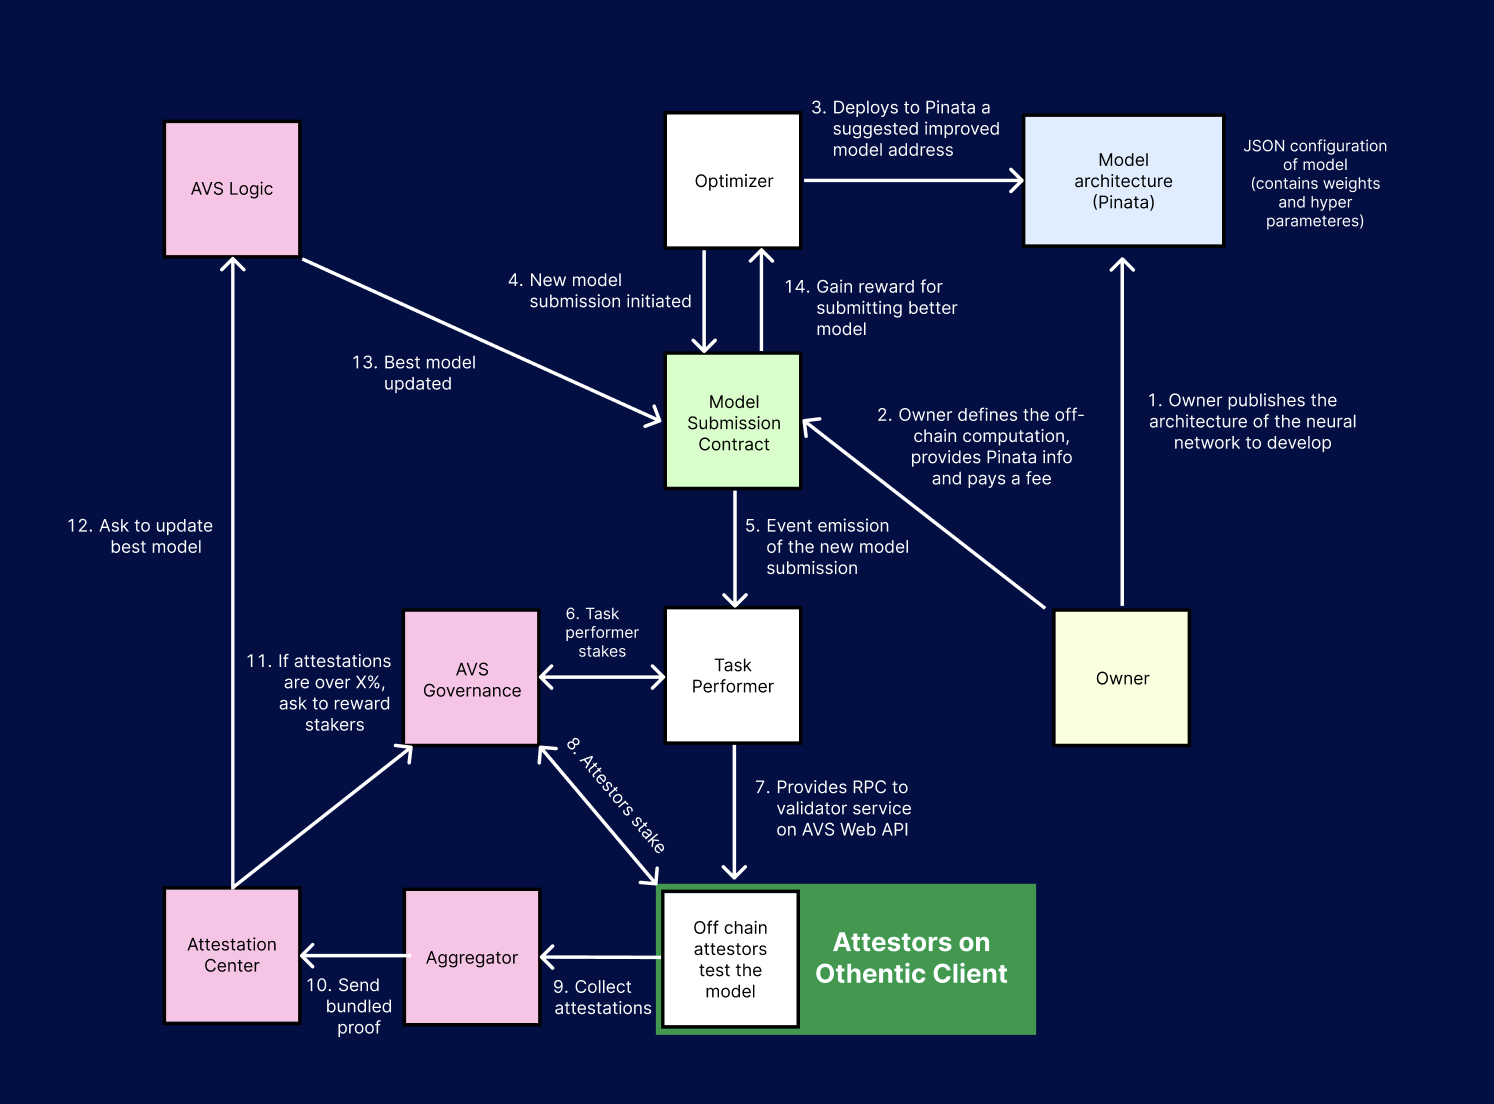 AVS Logic
Optimizer
3. Deploys to Pinata a
suggested improved
model address
Model
architecture
(Pinata)
JSON configuration
of model
(contains weights
and hyper
parameteres)
4. New model
submission initiated
14. Gain reward for
submitting better
model
13. Best model
updated
Model
Submission
Contract
2. Owner defines the off-
chain computation,
provides Pinata info
and pays a fee
1. Owner publishes the
architecture of the neural
network to develop
12. Ask to update
best model
5. Event emission
of the new model
submission
6. Task
performer
stakes
11. If attestations
are over X%,
ask to reward
stakers
AVS
Governance
Task
Performer
Owner
8. Attestors stake
7. Provides RPC to
validator service
on AVS Web API
Attestation
Center
Aggregator
Off chain
attestors
test the
model
Attestors on
Othentic Client
10. Send
bundled
proof
9. Collect
attestations